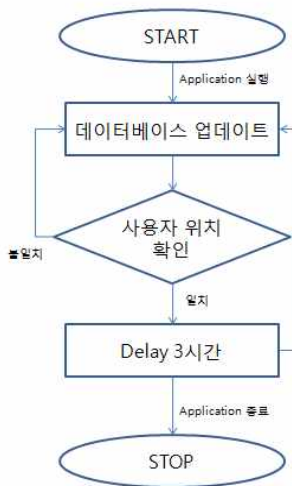 START
Application 실행
데이터베이스 업데이트
사용자 위치
확인
불일치
일치
Delay 3시간
Application 종료
STOP